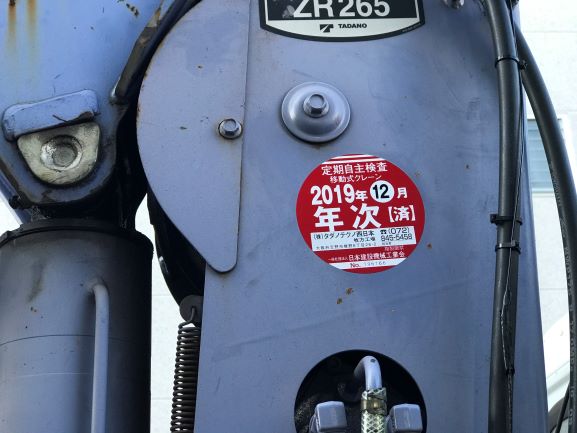 ZR265
TADANO
定期自主検査
移動式クレーン
2019年 12月
年次【済】
(株)タダノテクノ西日本 ☎(072)
枚方工場 845-5458
一般社団法人 日本建設機械工業会
No.